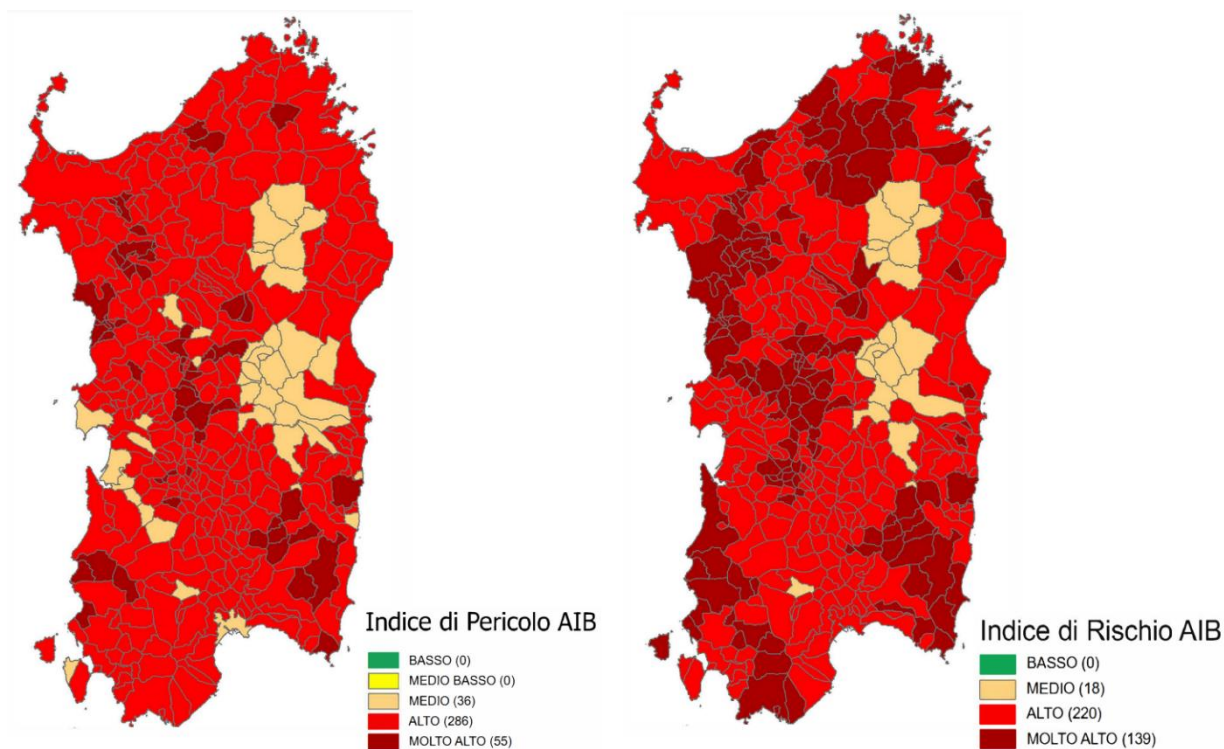 Indice di Pericolo AIB
BASSO (0)
MEDIO BASSO (0)
MEDIO (36)
ALTO (286)
MOLTO ALTO (55)
Indice di Rischio AIB
BASSO (0)
MEDIO (18)
ALTO (220)
MOLTO ALTO (139)